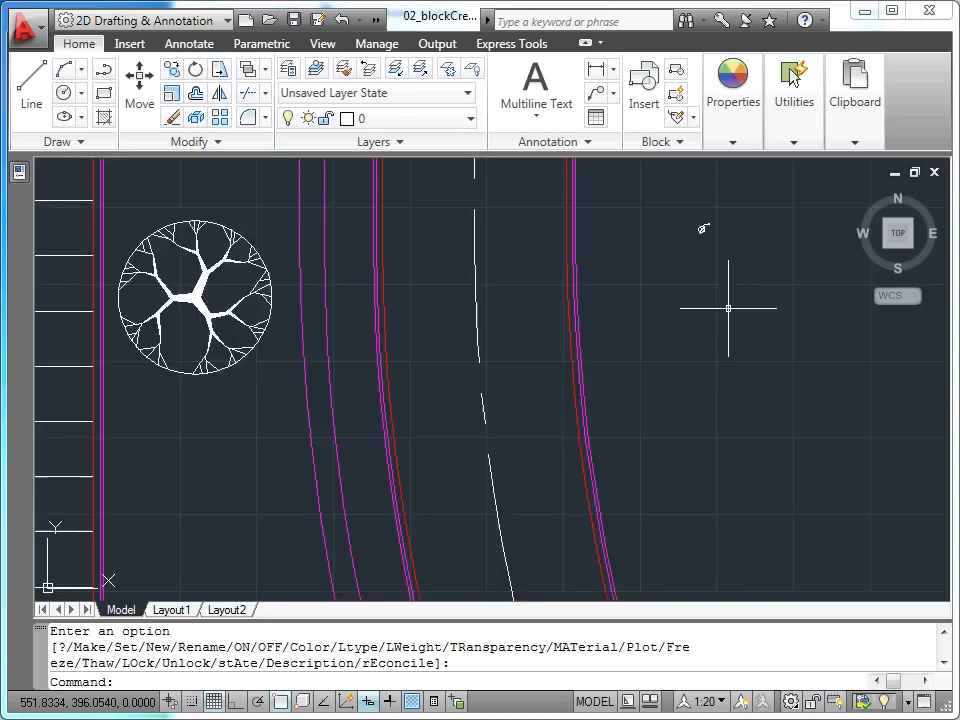 2D Drafting & Annotation
02_blockCre...
Type a keyword or phrase
Home Insert Annotate Parametric View Manage Output Express Tools
Line
Move
Unsaved Layer State
0
Multiline Text
Insert
Properties
Utilities
Clipboard
Draw
Modify
Layers
Annotation
Block
N
W TOP E
S
WCS
Y
X
Model Layout1 Layout2
Enter an option
[?/Make/Set/New/Rename/ON/OFF/Color/Ltype/LWeight/TRansparency/MATerial/Plot/Fre
eze/Thaw/LOck/Unlock/stAte/Description/rEconcile]:
Command:
551.8334, 396.0540, 0.0000 MODEL 1:20